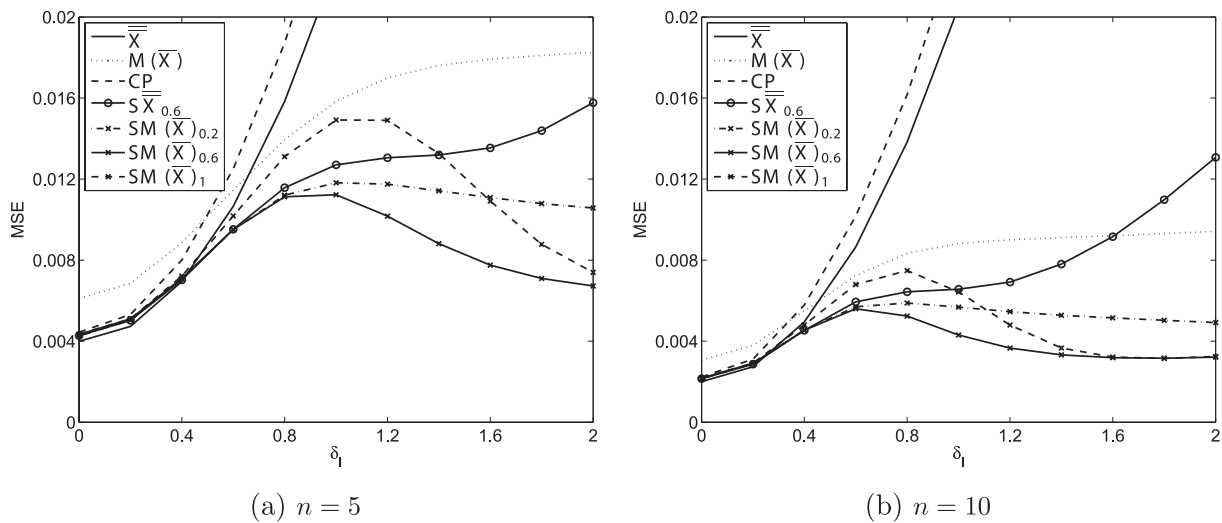 0.02
0.016
0.012
0.008
0.004
0
MSE
X̿
M (X̅)
CP
S X̿ 0.6
SM (X̅)0.2
SM (X̅)0.6
SM (X̅)1
0 0.4 0.8 1.2 1.6 2
δI
(a) n = 5
0.02
0.016
0.012
0.008
0.004
0
MSE
X̿
M (X̅)
CP
S X̿ 0.6
SM (X̅)0.2
SM (X̅)0.6
SM (X̅)1
0 0.4 0.8 1.2 1.6 2
δI
(b) n = 10